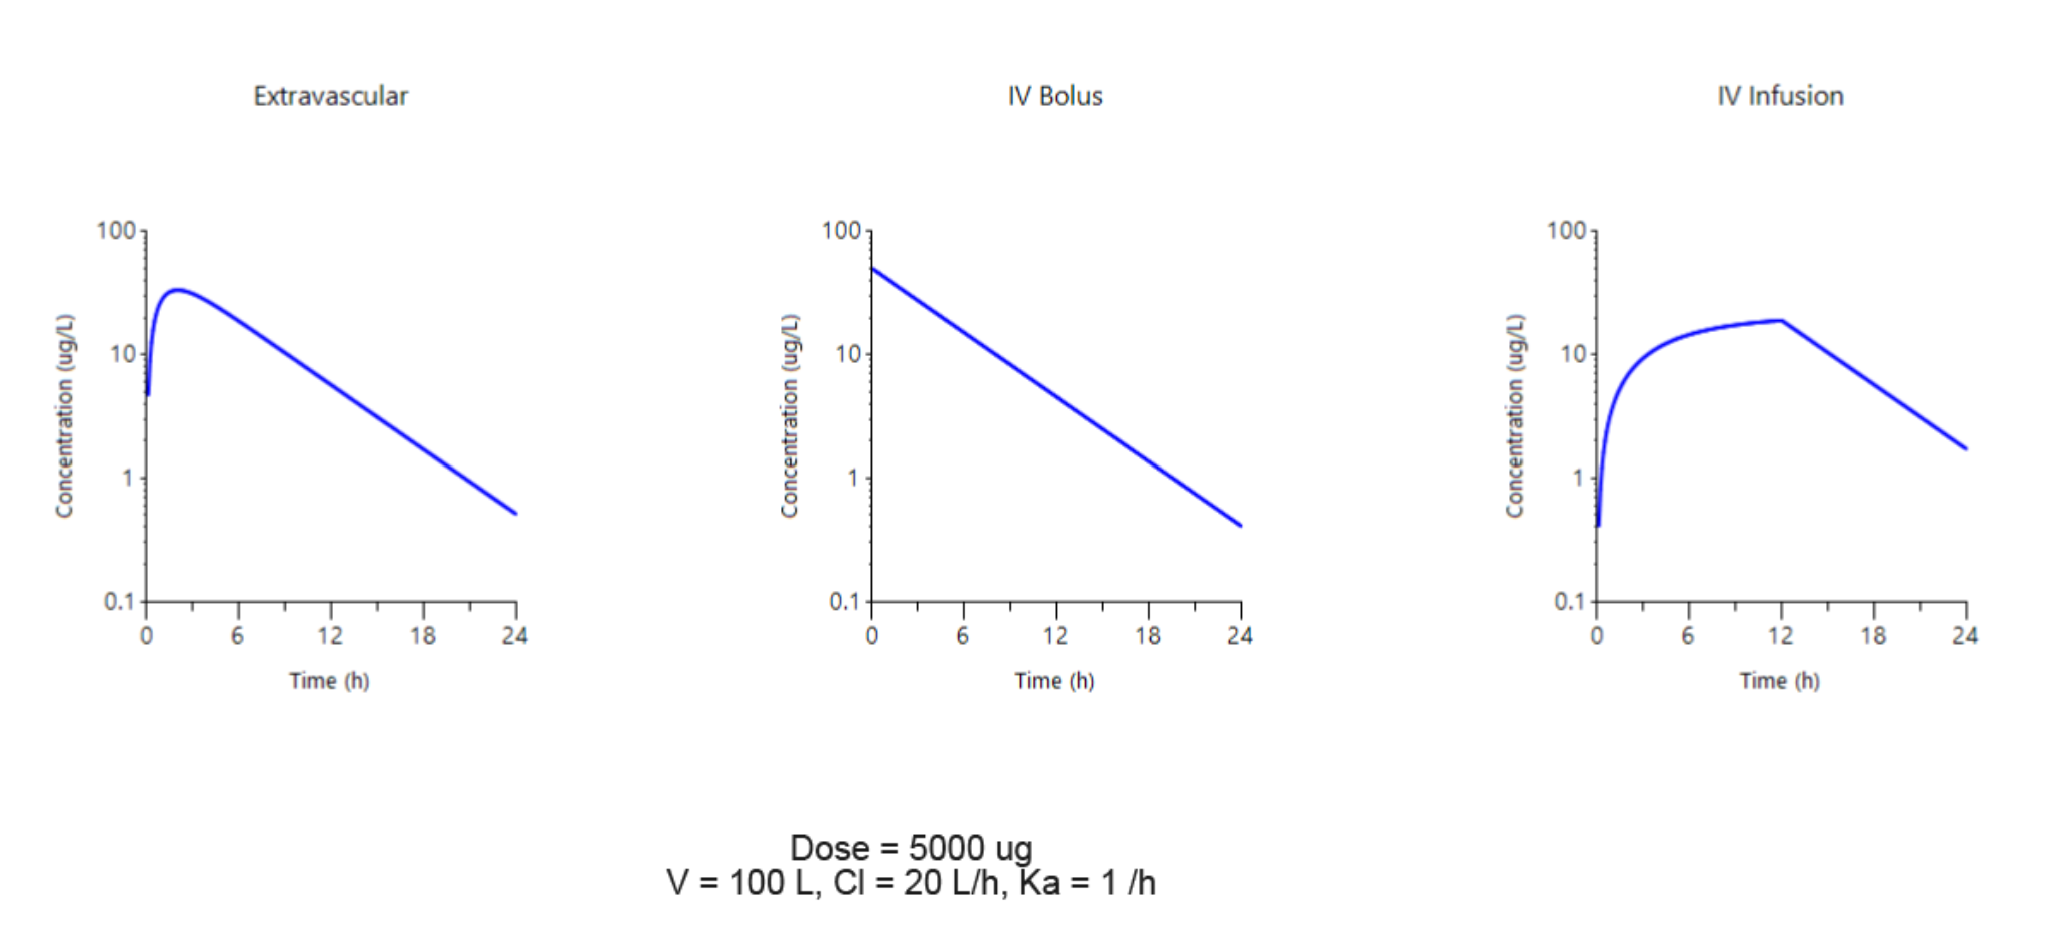 Extravascular
IV Bolus
IV Infusion
100
10
1
0.1
Concentration (ug/L)
0 6 12 18 24
Time (h)
100
10
1
0.1
Concentration (ug/L)
0 6 12 18 24
Time (h)
100
10
1
0.1
Concentration (ug/L)
0 6 12 18 24
Time (h)
Dose = 5000 ug
V = 100 L, Cl = 20 L/h, Ka = 1 /h